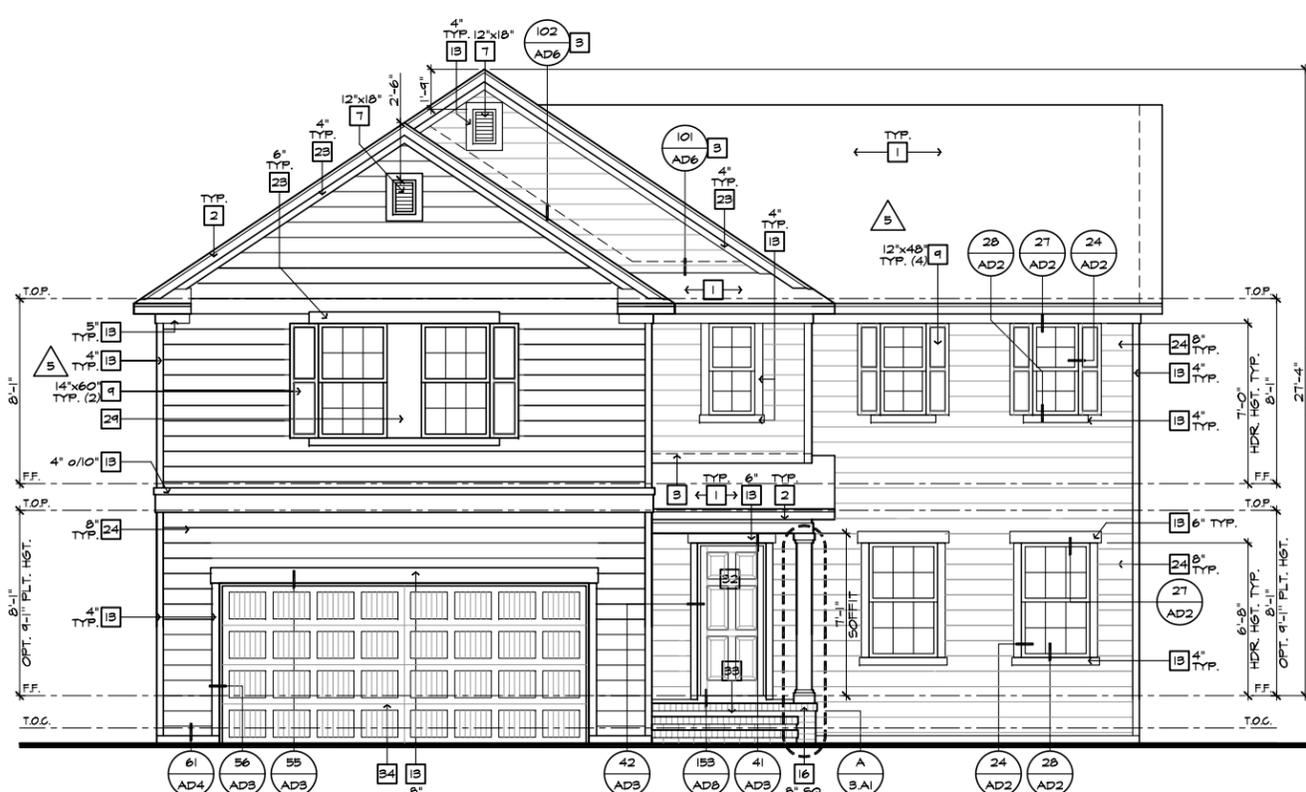 4"
TYP.
13
12"x18"
7
102
AD6
3
2'-6"
1'-9"
12"x18"
7
4"
TYP.
23
6"
TYP.
23
TYP.
2
101
AD6
3
4"
TYP.
23
4"
TYP.
13
TYP.
1
5
12"x48"
TYP. (4)
9
28
AD2
27
AD2
24
AD2
1
T.O.P.
T.O.P.
5"
TYP.
13
5
4"
TYP.
13
14"x60"
TYP. (2)
9
29
8'-1"
4" o/10"
13
F.F.
T.O.P.
24
8"
TYP.
13
4"
TYP.
13
4"
TYP.
7'-0"
HDR. HGT. TYP.
8'-1"
27'-4"
F.F.
T.O.P.
3
TYP.
1
6"
13
TYP.
2
8"
TYP.
24
8'-1"
OPT. 9'-1" PLT. HGT.
4"
TYP.
13
32
33
7'-1"
SOFFIT
13
6" TYP.
24
8"
TYP.
27
AD2
13
4"
TYP.
6'-8"
HDR. HGT. TYP.
8'-1"
OPT. 9'-1" PLT. HGT.
F.F.
F.F.
T.O.C.
T.O.C.
61
AD4
56
AD3
55
AD3
34
13
8"
42
AD3
153
AD8
41
AD3
16
8" SQ
A
3.A1
24
AD2
28
AD2